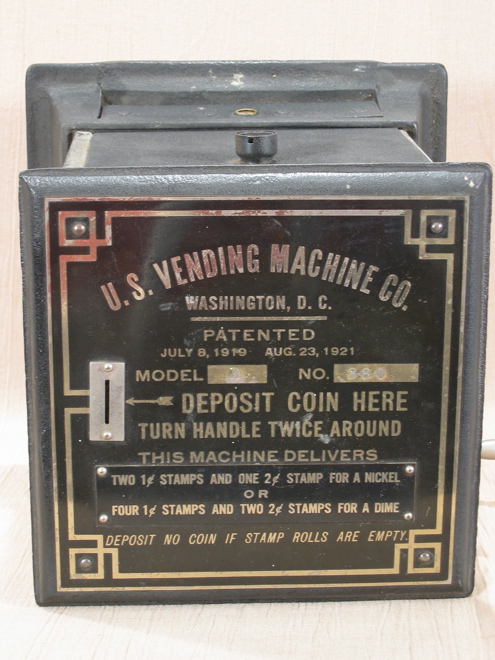 U.S. VENDING MACHINE CO.
WASHINGTON, D. C.
PATENTED
JULY 8, 1919 AUG. 23, 1921
MODEL NO. 880
DEPOSIT COIN HERE
TURN HANDLE TWICE AROUND
THIS MACHINE DELIVERS
TWO 1¢ STAMPS AND ONE 2¢ STAMP FOR A NICKEL
OR
FOUR 1¢ STAMPS AND TWO 2¢ STAMPS FOR A DIME
DEPOSIT NO COIN IF STAMP ROLLS ARE EMPTY.